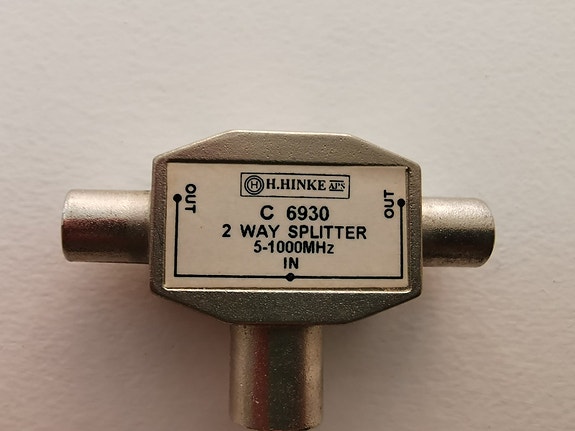 H.HINKE APS
OUT
OUT
C 6930
2 WAY SPLITTER
5-1000MHz
IN